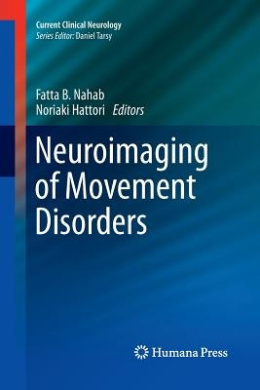 Current Clinical Neurology
Series Editor: Daniel Tarsy
Fatta B. Nahab
Noriaki Hattori Editors
Neuroimaging
of Movement
Disorders
Humana Press